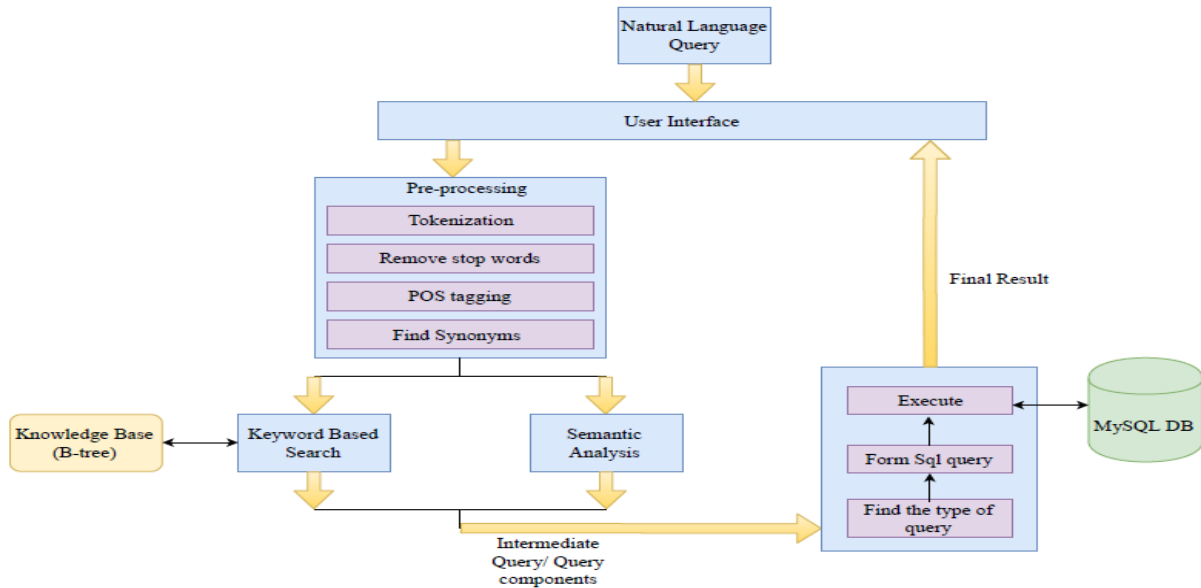 Natural Language
Query
User Interface
Pre-processing
Tokenization
Remove stop words
POS tagging
Find Synonyms
Final Result
Knowledge Base
(B-tree)
Keyword Based
Search
Semantic
Analysis
Execute
Form Sql query
Find the type of
query
MySQL DB
Intermediate
Query/ Query
components